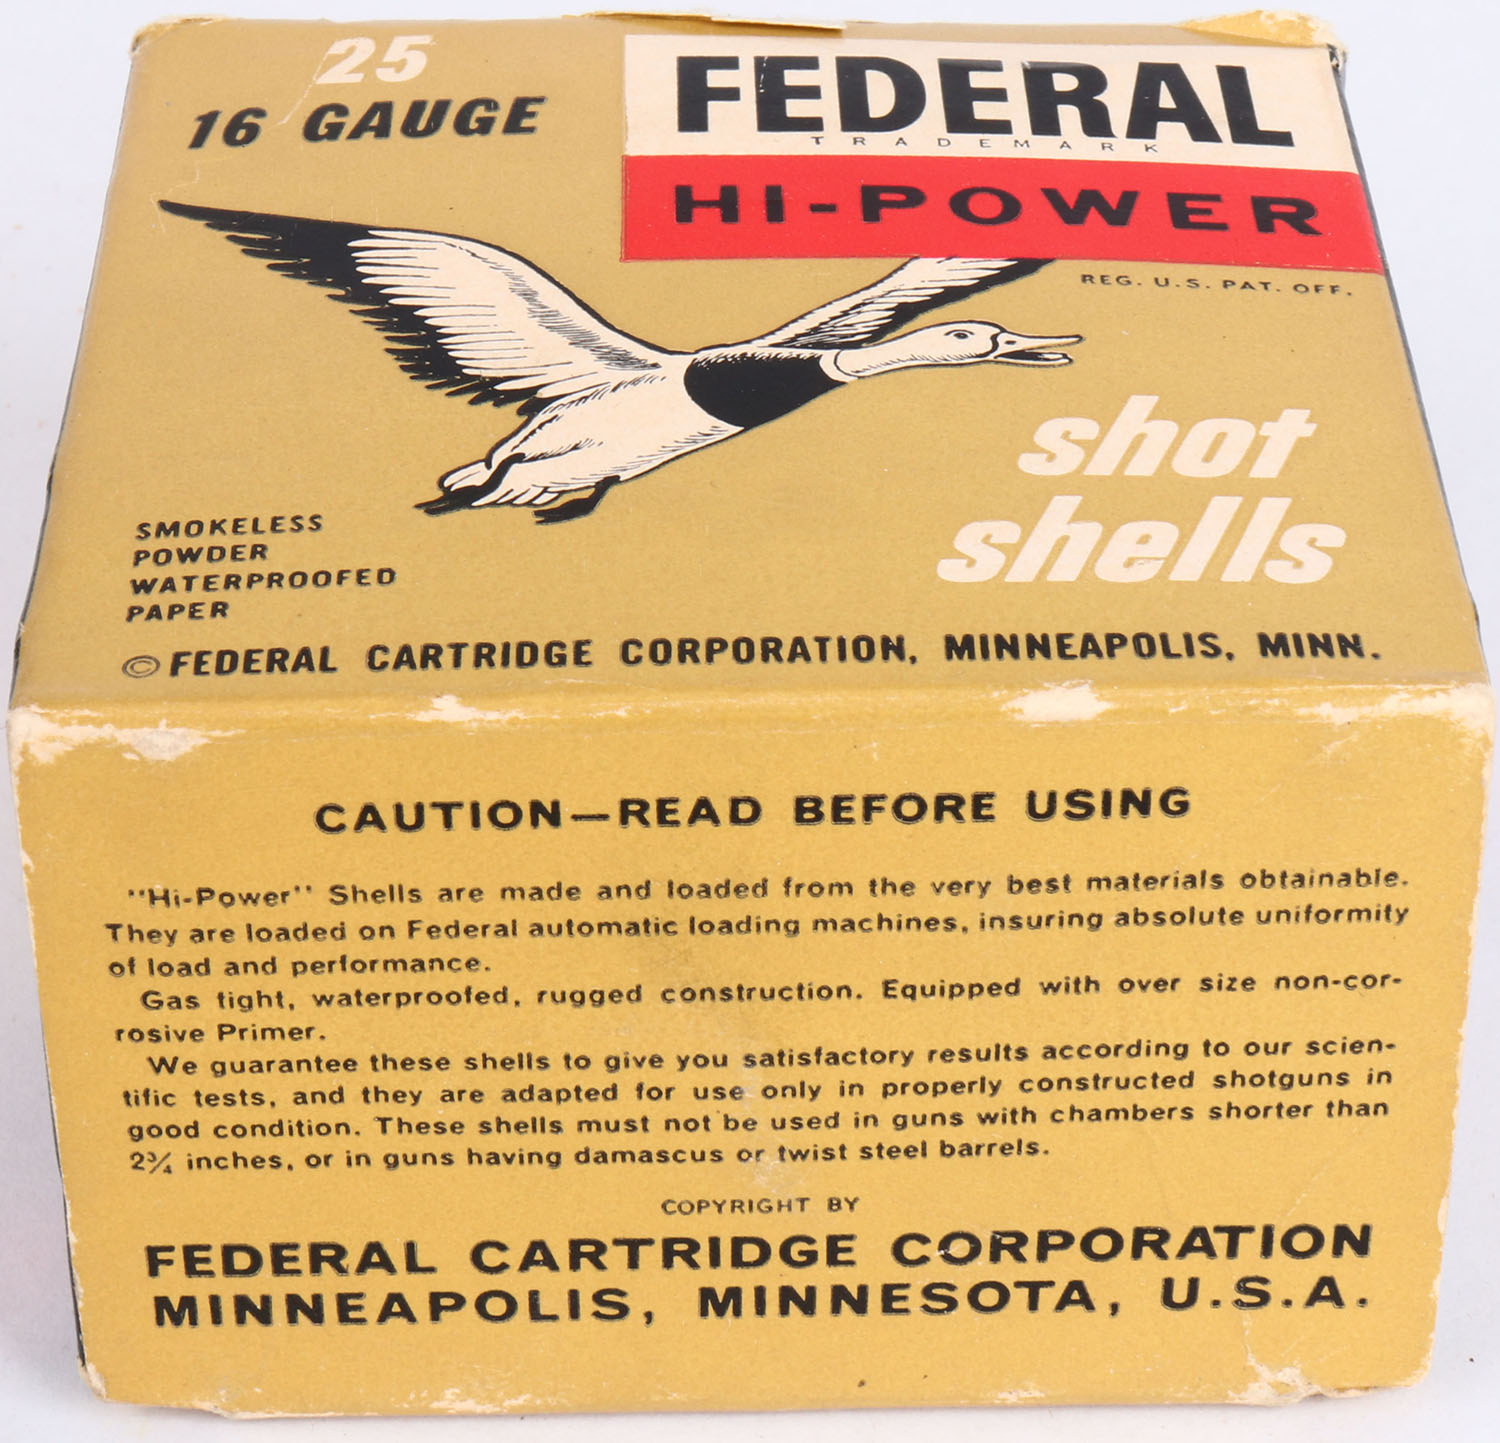 25
16 GAUGE
FEDERAL
TRADEMARK
HI-POWER
REG. U.S. PAT. OFF.
shot
shells
SMOKELESS
POWDER
WATERPROOFED
PAPER
© FEDERAL CARTRIDGE CORPORATION, MINNEAPOLIS, MINN.
CAUTION—READ BEFORE USING
"Hi-Power" Shells are made and loaded from the very best materials obtainable.
They are loaded on Federal automatic loading machines, insuring absolute uniformity
of load and performance.
Gas tight, waterproofed, rugged construction. Equipped with over size non-cor-
rosive Primer.
We guarantee these shells to give you satisfactory results according to our scien-
tific tests, and they are adapted for use only in properly constructed shotguns in
good condition. These shells must not be used in guns with chambers shorter than
2¾ inches, or in guns having damascus or twist steel barrels.
COPYRIGHT BY
FEDERAL CARTRIDGE CORPORATION
MINNEAPOLIS, MINNESOTA, U.S.A.